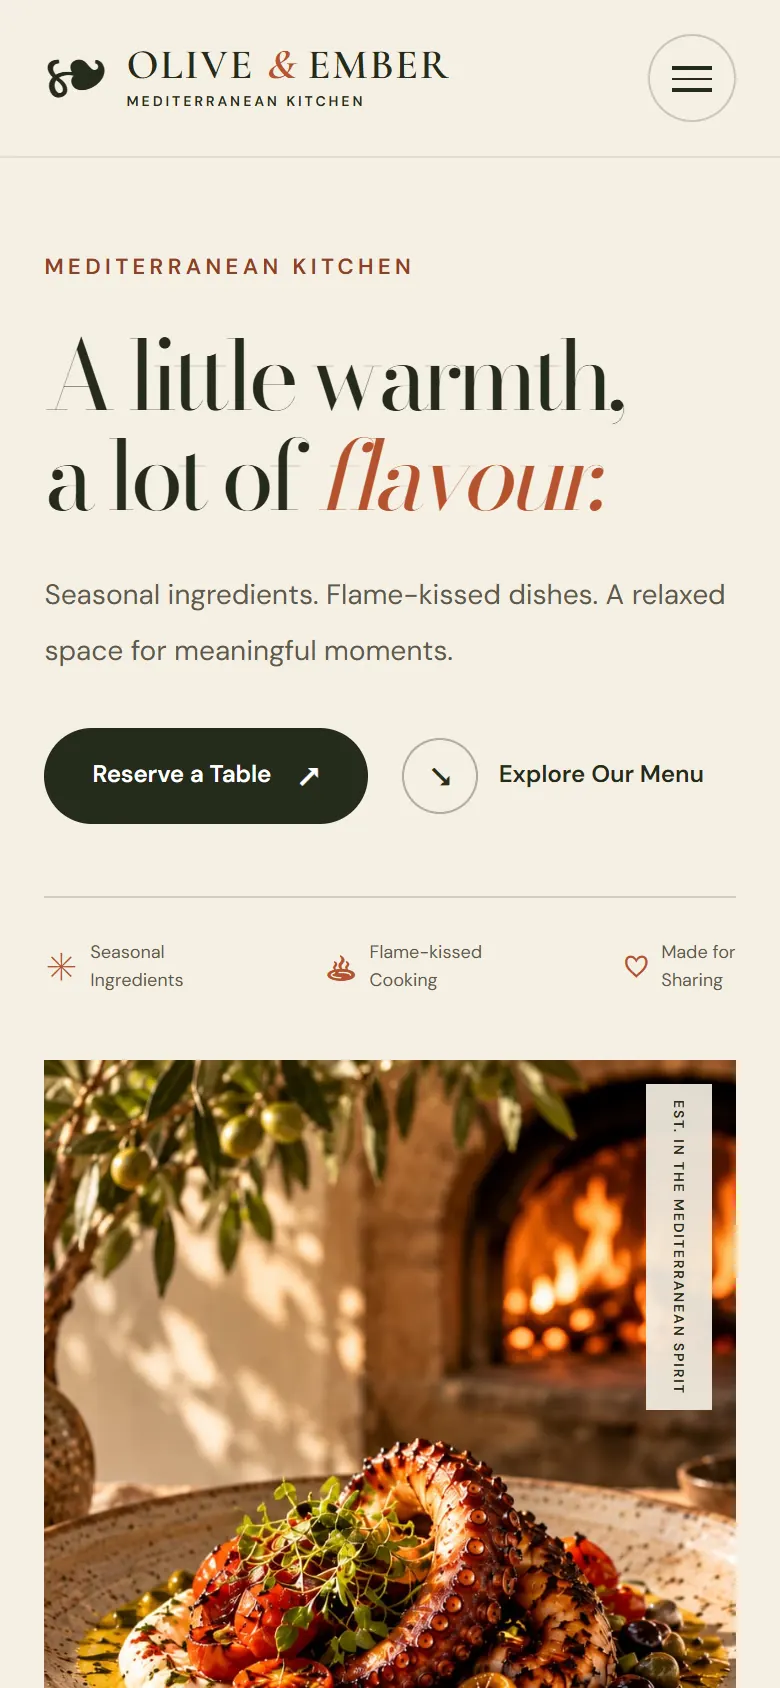 OLIVE & EMBER
MEDITERRANEAN KITCHEN
MEDITERRANEAN KITCHEN
A little warmth,
a lot of flavour.
Seasonal ingredients. Flame-kissed dishes. A relaxed
space for meaningful moments.
Reserve a Table ↗
↘ Explore Our Menu
Seasonal
Ingredients
Flame-kissed
Cooking
Made for
Sharing
EST. IN THE MEDITERRANEAN SPIRIT